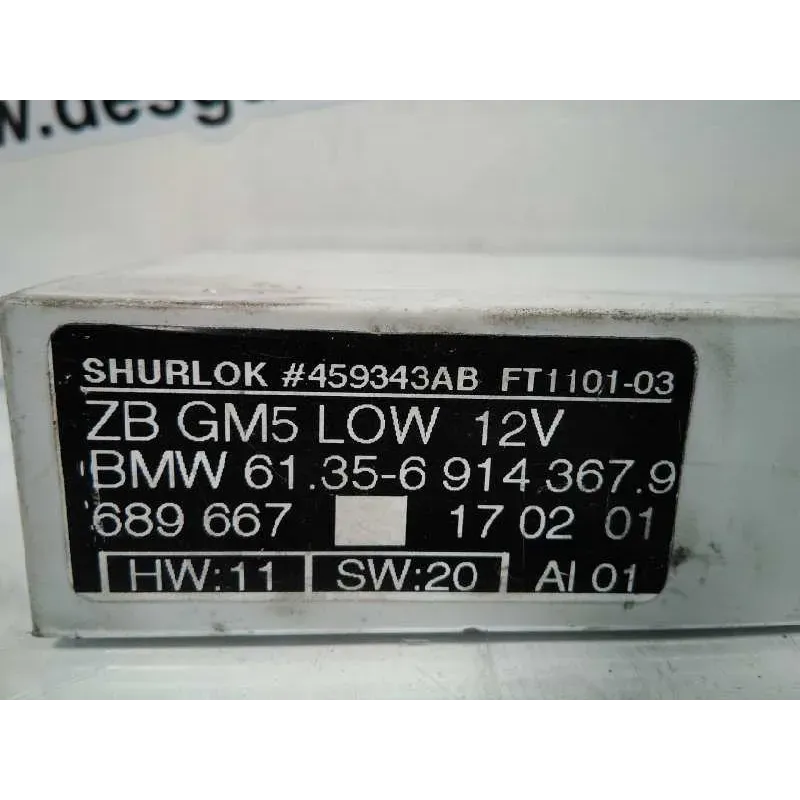 w.desg
SHURLOK #459343AB FT1101-03
ZB GM5 LOW 12V
BMW 61.35-6 914 367.9
689 667 17 02 01
HW:11 SW:20 AI 01